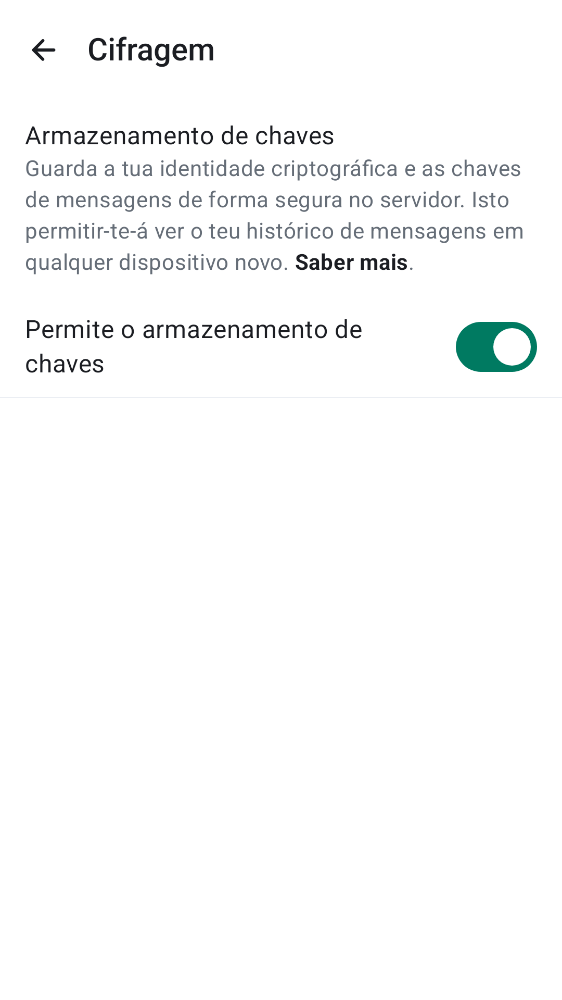 Cifragem
Armazenamento de chaves
Guarda a tua identidade criptográfica e as chaves
de mensagens de forma segura no servidor. Isto
permitir-te-á ver o teu histórico de mensagens em
qualquer dispositivo novo. Saber mais.
Permite o armazenamento de
chaves